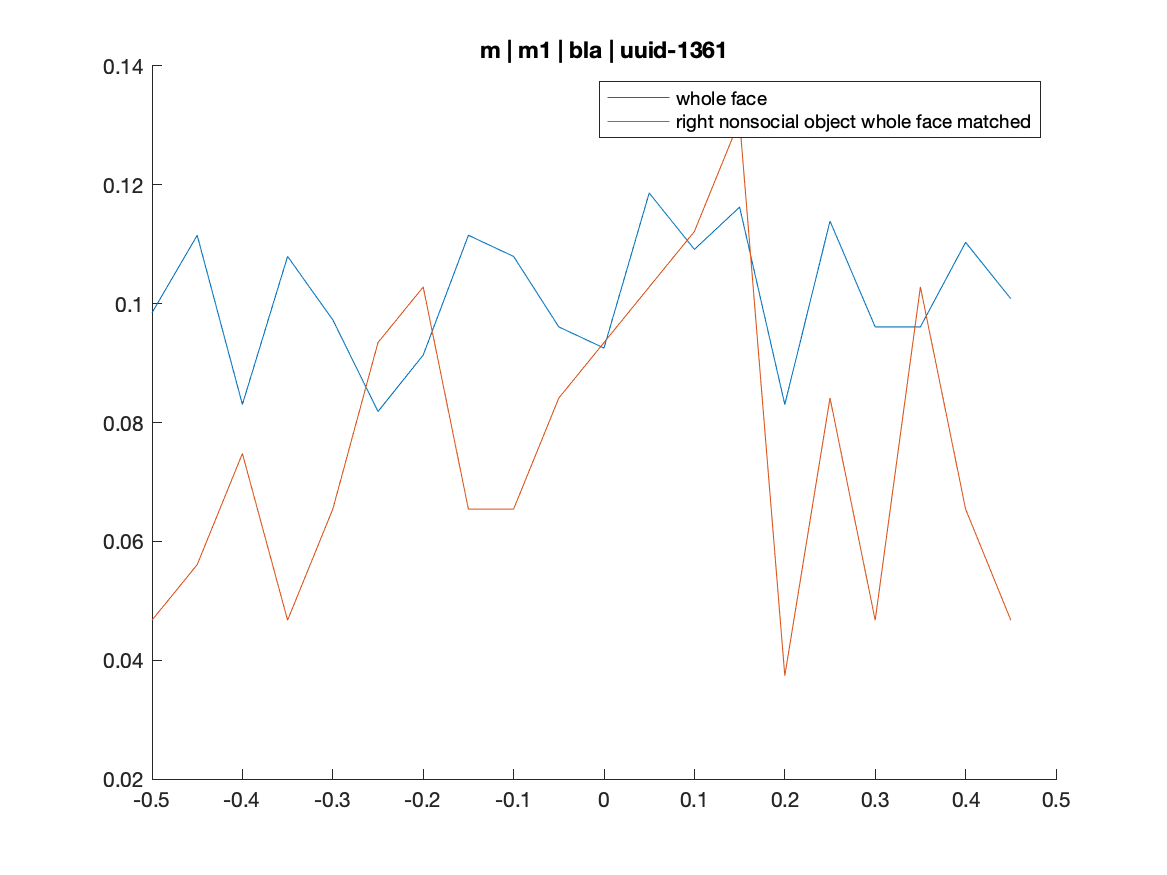 m | m1 | bla | uuid-1361
0.14
whole face
right nonsocial object whole face matched
0.12
0.1
0.08
0.06
0.04
0.02
-0.5 -0.4 -0.3 -0.2 -0.1 0 0.1 0.2 0.3 0.4 0.5